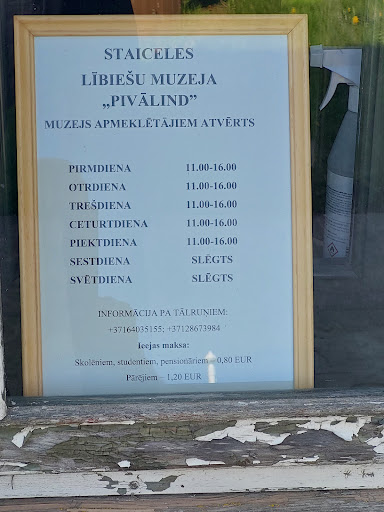 STAICELES
LĪBIEŠU MUZEJA
„PIVĀLIND”
MUZEJS APMEKLĒTĀJIEM ATVĒRTS
PIRMDIENA 11.00-16.00
OTRDIENA 11.00-16.00
TREŠDIENA 11.00-16.00
CETURTDIENA 11.00-16.00
PIEKTDIENA 11.00-16.00
SESTDIENA SLĒGTS
SVĒTDIENA SLĒGTS
INFORMĀCIJA PA TĀLRUŅIEM:
+37164035155; +37128673984
Ieejas maksa:
Skolēniem, studentiem, pensionāriem – 0,80 EUR
Pārējiem – 1,20 EUR